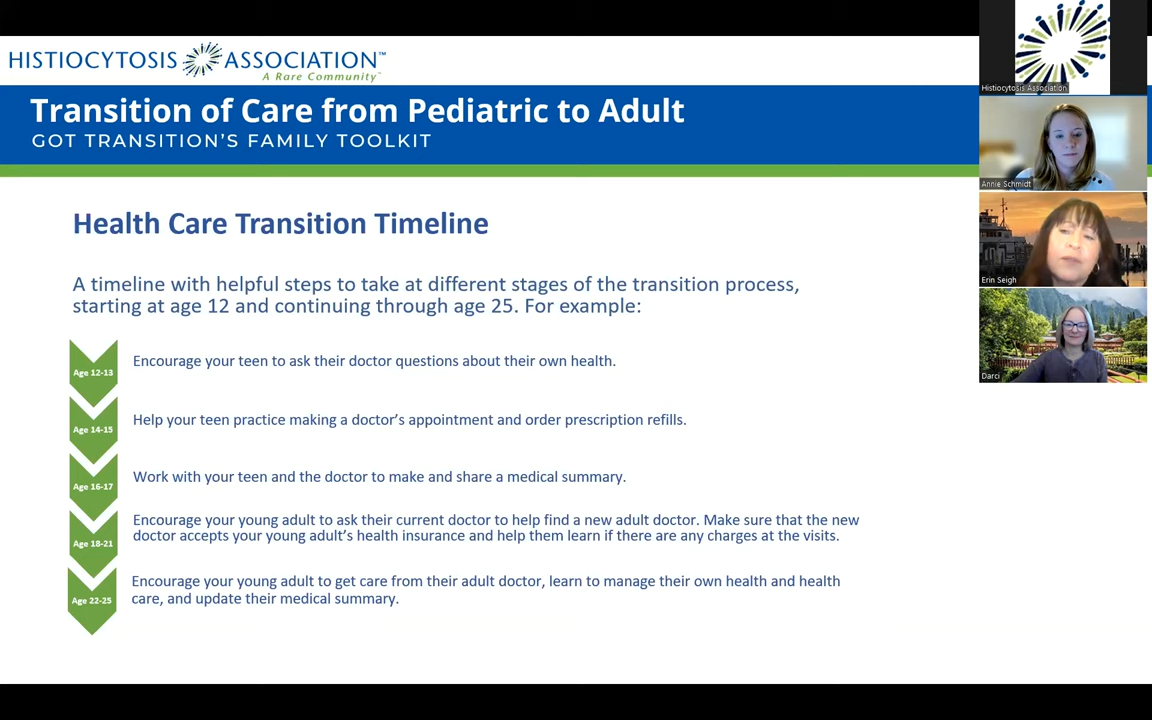 HISTIOCYTOSIS ASSOCIATION™
A Rare Community™
Transition of Care from Pediatric to Adult
GOT TRANSITION'S FAMILY TOOLKIT
Health Care Transition Timeline
A timeline with helpful steps to take at different stages of the transition process,
starting at age 12 and continuing through age 25. For example:
Age 12-13
Encourage your teen to ask their doctor questions about their own health.
Age 14-15
Help your teen practice making a doctor's appointment and order prescription refills.
Age 16-17
Work with your teen and the doctor to make and share a medical summary.
Age 18-21
Encourage your young adult to ask their current doctor to help find a new adult doctor. Make sure that the new
doctor accepts your young adult's health insurance and help them learn if there are any charges at the visits.
Age 22-25
Encourage your young adult to get care from their adult doctor, learn to manage their own health and health
care, and update their medical summary.
Histiocytosis Association
Annie Schmidt
Erin Seigh
Darci